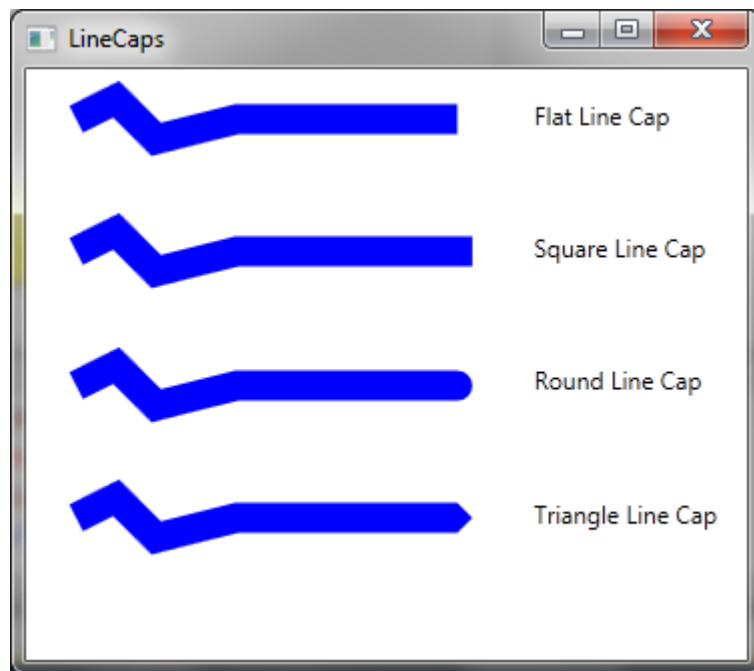 LineCaps
Flat Line Cap
Square Line Cap
Round Line Cap
Triangle Line Cap